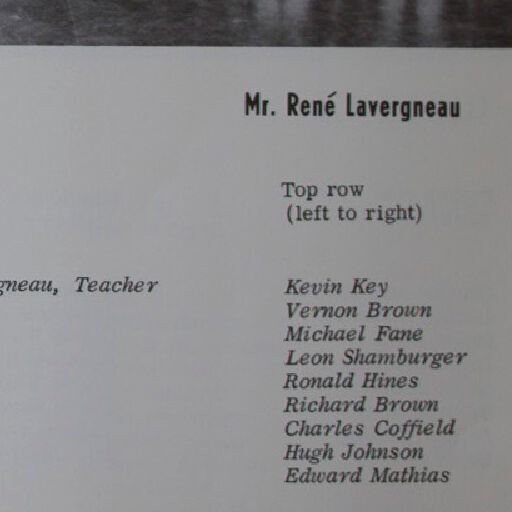 Mr. René Lavergneau
Top row
(left to right)
gneau, Teacher
Kevin Key
Vernon Brown
Michael Fane
Leon Shamburger
Ronald Hines
Richard Brown
Charles Coffield
Hugh Johnson
Edward Mathias